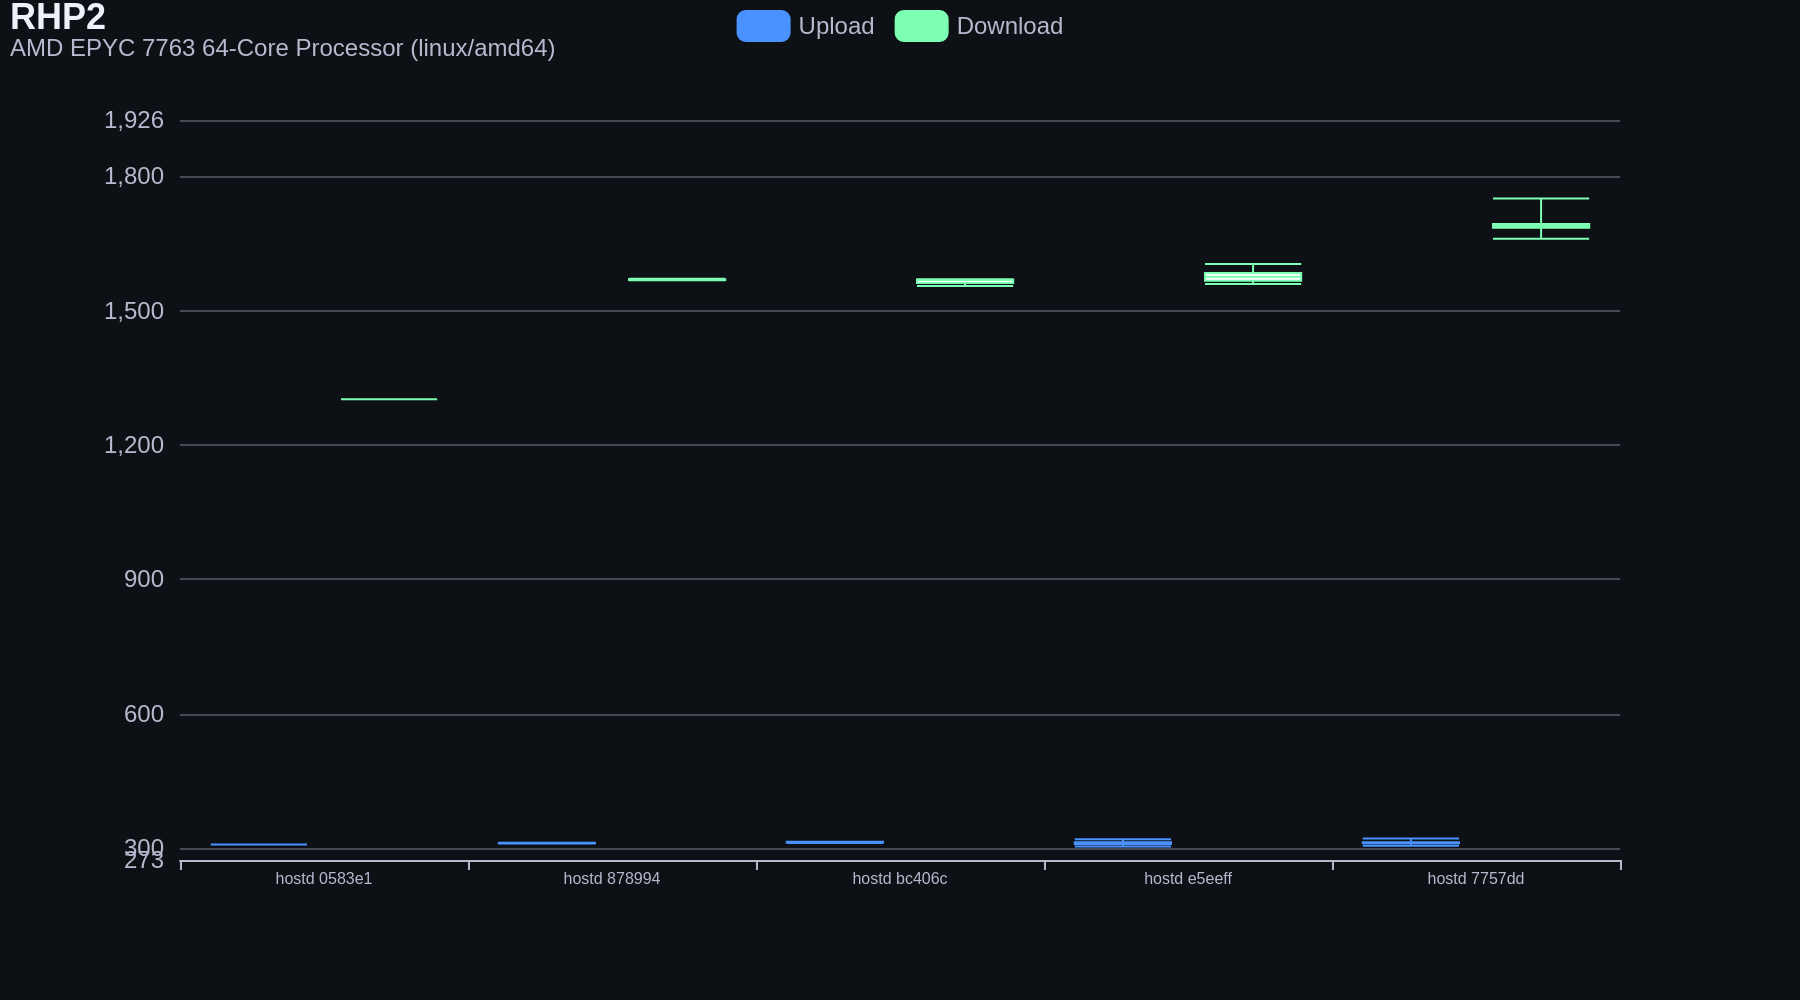 RHP2
AMD EPYC 7763 64-Core Processor (linux/amd64)
Upload Download
1,926
1,800
1,500
1,200
900
600
300
273
hostd 0583e1 hostd 878994 hostd bc406c hostd e5eeff hostd 7757dd